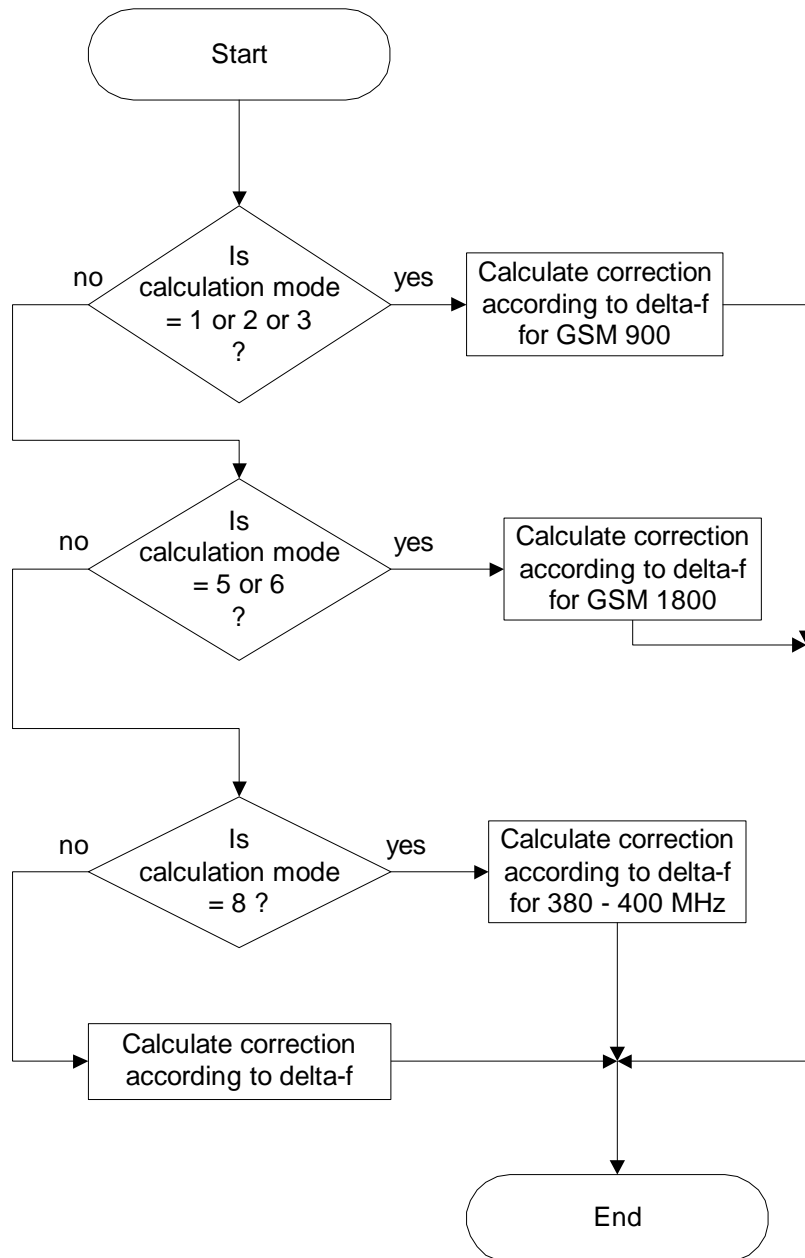 Start
Is
calculation mode
= 1 or 2 or 3
?
no
yes
Calculate correction
according to delta-f
for GSM 900
Is
calculation mode
= 5 or 6
?
no
yes
Calculate correction
according to delta-f
for GSM 1800
Is
calculation mode
= 8 ?
no
yes
Calculate correction
according to delta-f
for 380 - 400 MHz
Calculate correction
according to delta-f
End